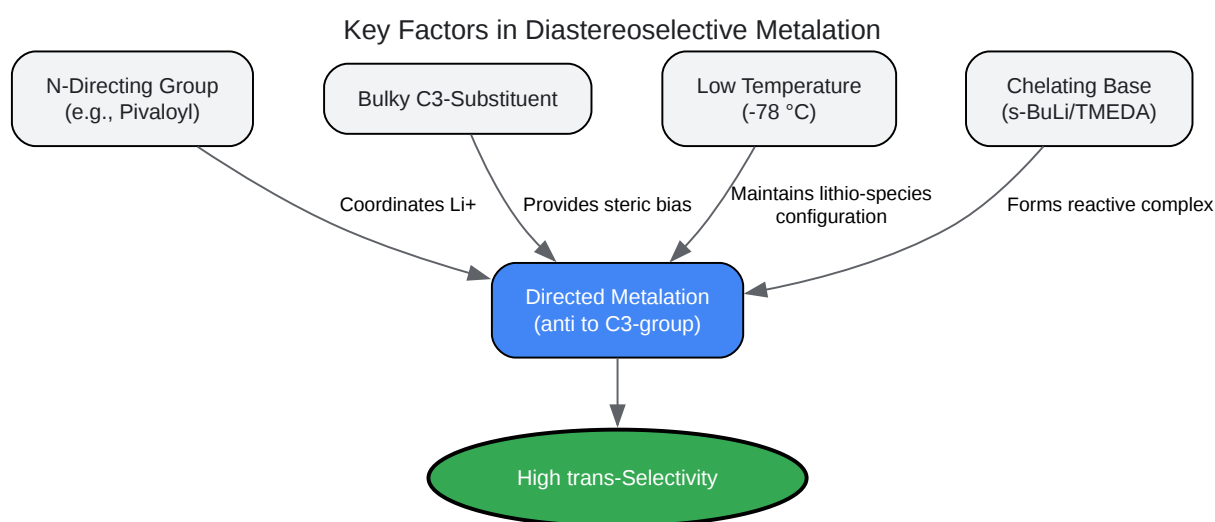 Key Factors in Diastereoselective Metalation
N-Directing Group
(e.g., Pivaloyl)
Bulky C3-Substituent
Low Temperature
(-78 °C)
Chelating Base
(s-BuLi/TMEDA)
Coordinates Li+
Provides steric bias
Maintains lithio-species
configuration
Forms reactive complex
Directed Metalation
(anti to C3-group)
High trans-Selectivity